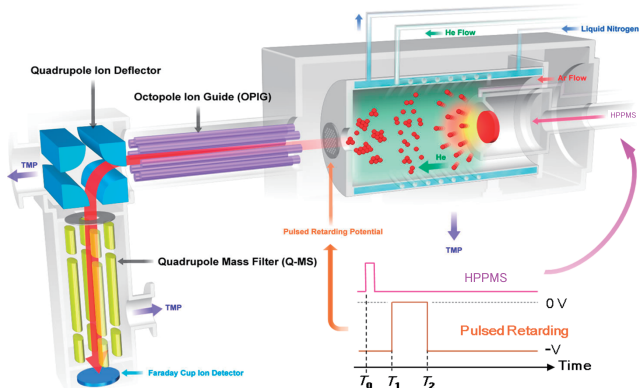 He Flow
Liquid Nitrogen
Quadrupole Ion Deflector
Octopole Ion Guide (OPIG)
Ar Flow
HPPMS
TMP
He
Pulsed Retarding Potential
TMP
Quadrupole Mass Filter (Q-MS)
HPPMS
0 V
TMP
Pulsed Retarding
-V
Faraday Cup Ion Detector
Time
T0 T1 T2